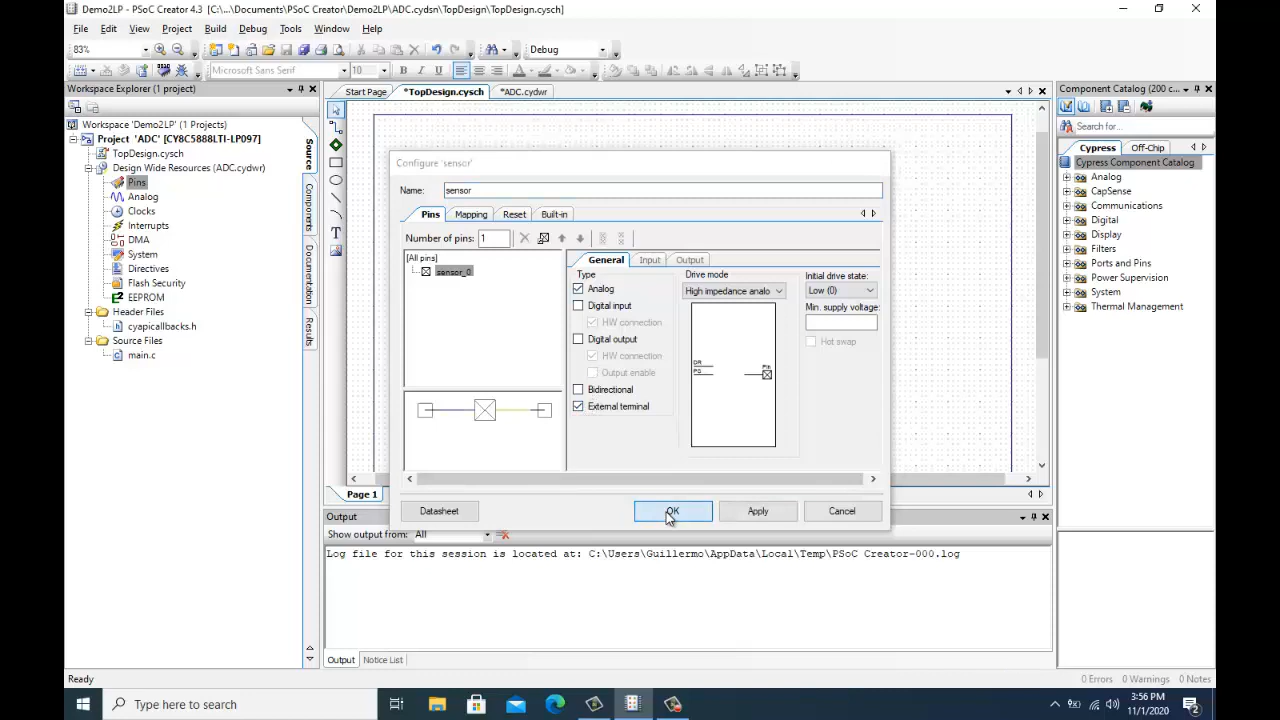 Demo2LP - PSoC Creator 4.3 [C:\...\Documents\PSoC Creator\Demo2LP\ADC.cydsn\TopDesign\TopDesign.cysch]
File Edit View Project Build Debug Tools Window Help
83% Debug
Microsoft Sans Serif 10 B I U A
Workspace Explorer (1 project)
Start Page *TopDesign.cysch *ADC.cydwr
Component Catalog (200 c...
Workspace 'Demo2LP' (1 Projects)
Project 'ADC' [CY8C5888LTI-LP097]
TopDesign.cysch
Design Wide Resources (ADC.cydwr)
Pins
Analog
Clocks
Interrupts
DMA
System
Directives
Flash Security
EEPROM
Header Files
cyapicallbacks.h
Source Files
main.c
Source
Components
Documentation
Results
T
Configure 'sensor'
Name: sensor
Pins Mapping Reset Built-in
Number of pins: 1
[All pins]
sensor_0
General Input Output
Type
Analog
Digital input
HW connection
Digital output
HW connection
Output enable
Bidirectional
External terminal
Drive mode
High impedance analo
DR
PS
Pin
Initial drive state:
Low (0)
Min. supply voltage:
Hot swap
Datasheet OK Apply Cancel
Search for...
Cypress Off-Chip
Cypress Component Catalog
Analog
CapSense
Communications
Digital
Display
Filters
Ports and Pins
Power Supervision
System
Thermal Management
Page 1
Output
Show output from: All
Log file for this session is located at: C:\Users\Guillermo\AppData\Local\Temp\PSoC Creator-000.log
Output Notice List
Ready 0 Errors 0 Warnings 0 Notes
Type here to search
3:56 PM
11/1/2020
2